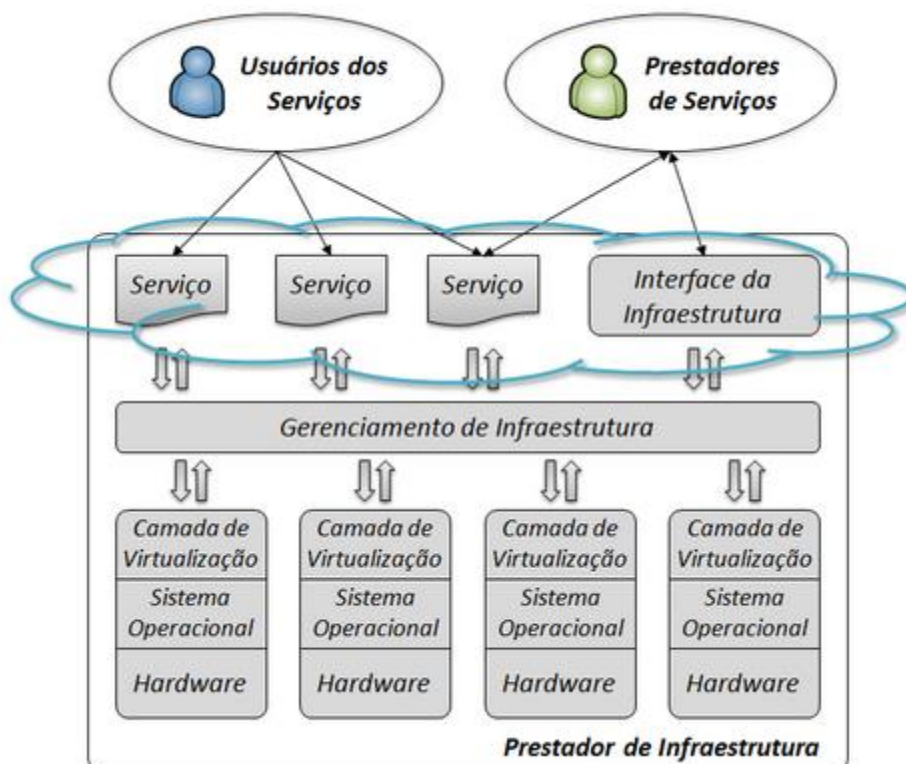 Usuários dos
Serviços
Prestadores
de Serviços
Serviço
Serviço
Serviço
Interface da
Infraestrutura
Gerenciamento de Infraestrutura
Camada de
Virtualização
Sistema
Operacional
Hardware
Camada de
Virtualização
Sistema
Operacional
Hardware
Camada de
Virtualização
Sistema
Operacional
Hardware
Camada de
Virtualização
Sistema
Operacional
Hardware
Prestador de Infraestrutura